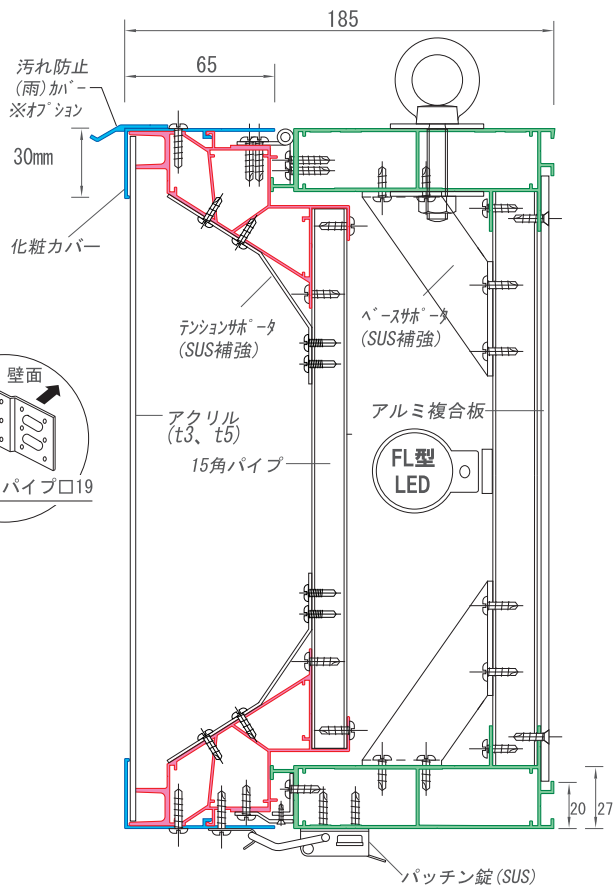 185
65
汚れ防止
(雨)カバー
※オプション
30mm
化粧カバー
テンションサポータ
(SUS補強)
ベースサポータ
(SUS補強)
壁面
アクリル
(t3、t5)
アルミ複合板
15角パイプ
FL型
LED
パイプ口19
20
27
パッチン錠(SUS)